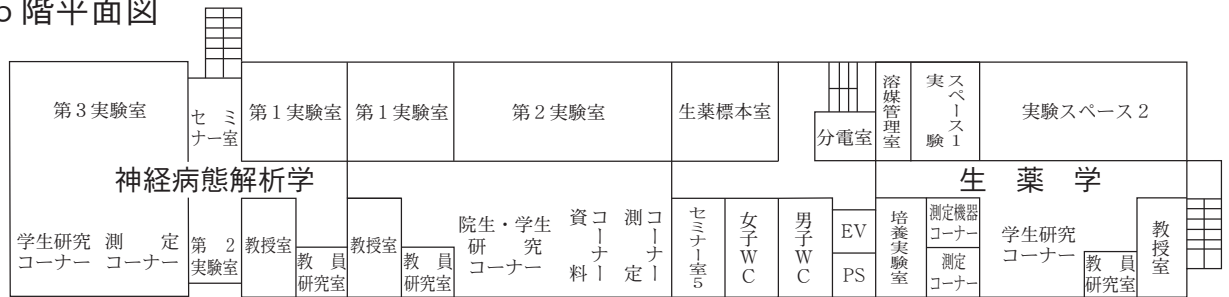 階平面図
第3実験室
セミ
ナー室
第1実験室
第1実験室
第2実験室
生薬標本室
分電室
溶媒管理室
実験
スペース1
実験スペース2
神経病態解析学
生薬学
学生研究
コーナー
測定
コーナー
第2
実験室
教授室
教員
研究室
教授室
教員
研究室
院生・学生
研究
コーナー
資料
コーナー
測定
コーナー
セミナー室5
女子WC
男子WC
EV
PS
培養実験室
測定機器
コーナー
測定
コーナー
学生研究
コーナー
教員
研究室
教授室